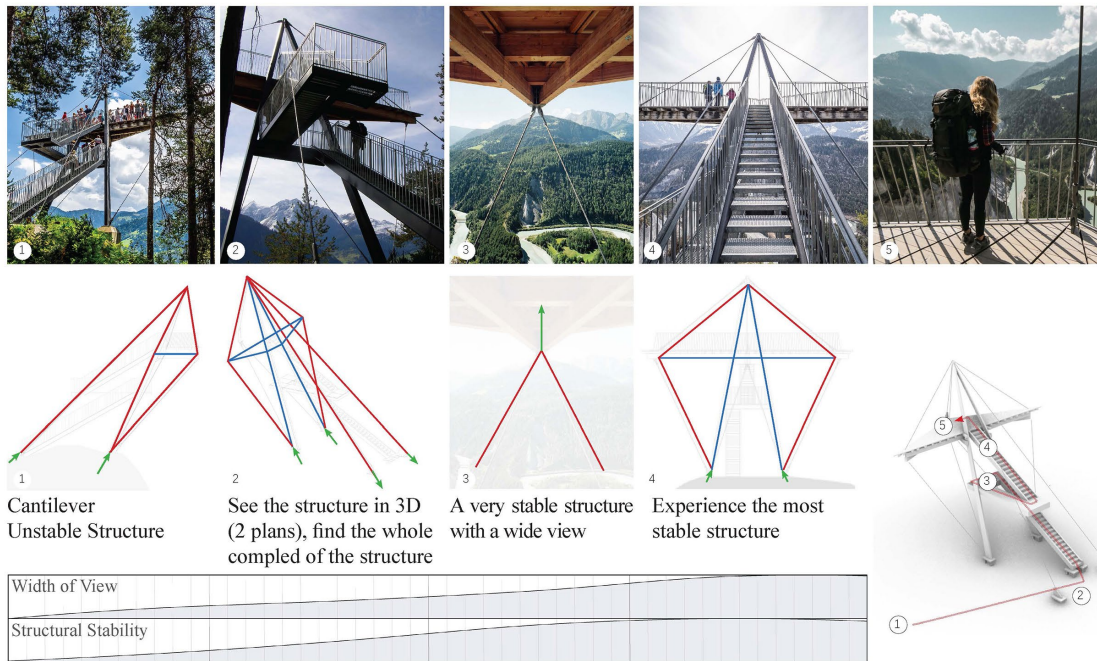 1
2
3
4
5
1
2
3
4
Cantilever
Unstable Structure
See the structure in 3D
(2 plans), find the whole
compled of the structure
A very stable structure
with a wide view
Experience the most
stable structure
Width of View
Structural Stability
5
4
3
2
1